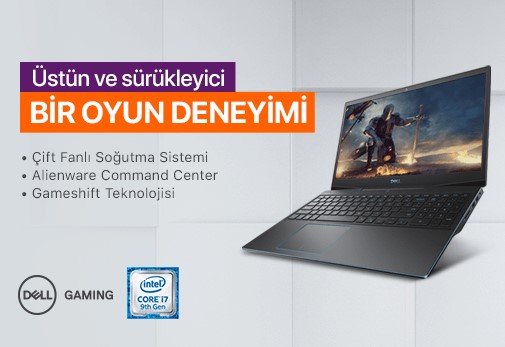 Üstün ve sürükleyici
BİR OYUN DENEYİMİ
• Çift Fanlı Soğutma Sistemi
• Alienware Command Center
• Gameshift Teknolojisi
DELL
DELL GAMING
intel
CORE i7
9th Gen